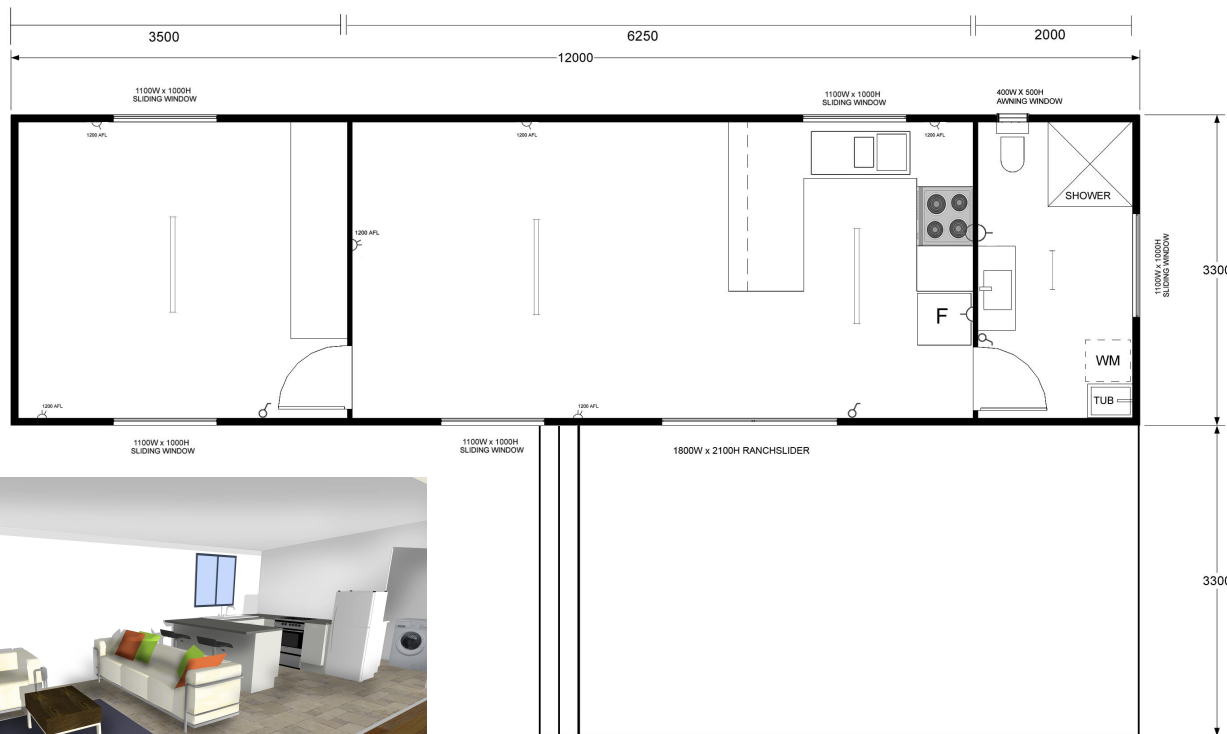 3500
6250
2000
12000
1100W x 1000H
SLIDING WINDOW
1100W x 1000H
SLIDING WINDOW
400W X 500H
AWNING WINDOW
1200 AFL
1200 AFL
1200 AFL
SHOWER
1200 AFL
1100W x 1000H
SLIDING WINDOW
3300
F
WM
TUB
1200 AFL
1200 AFL
1100W x 1000H
SLIDING WINDOW
1100W x 1000H
SLIDING WINDOW
1800W x 2100H RANCHSLIDER
3300